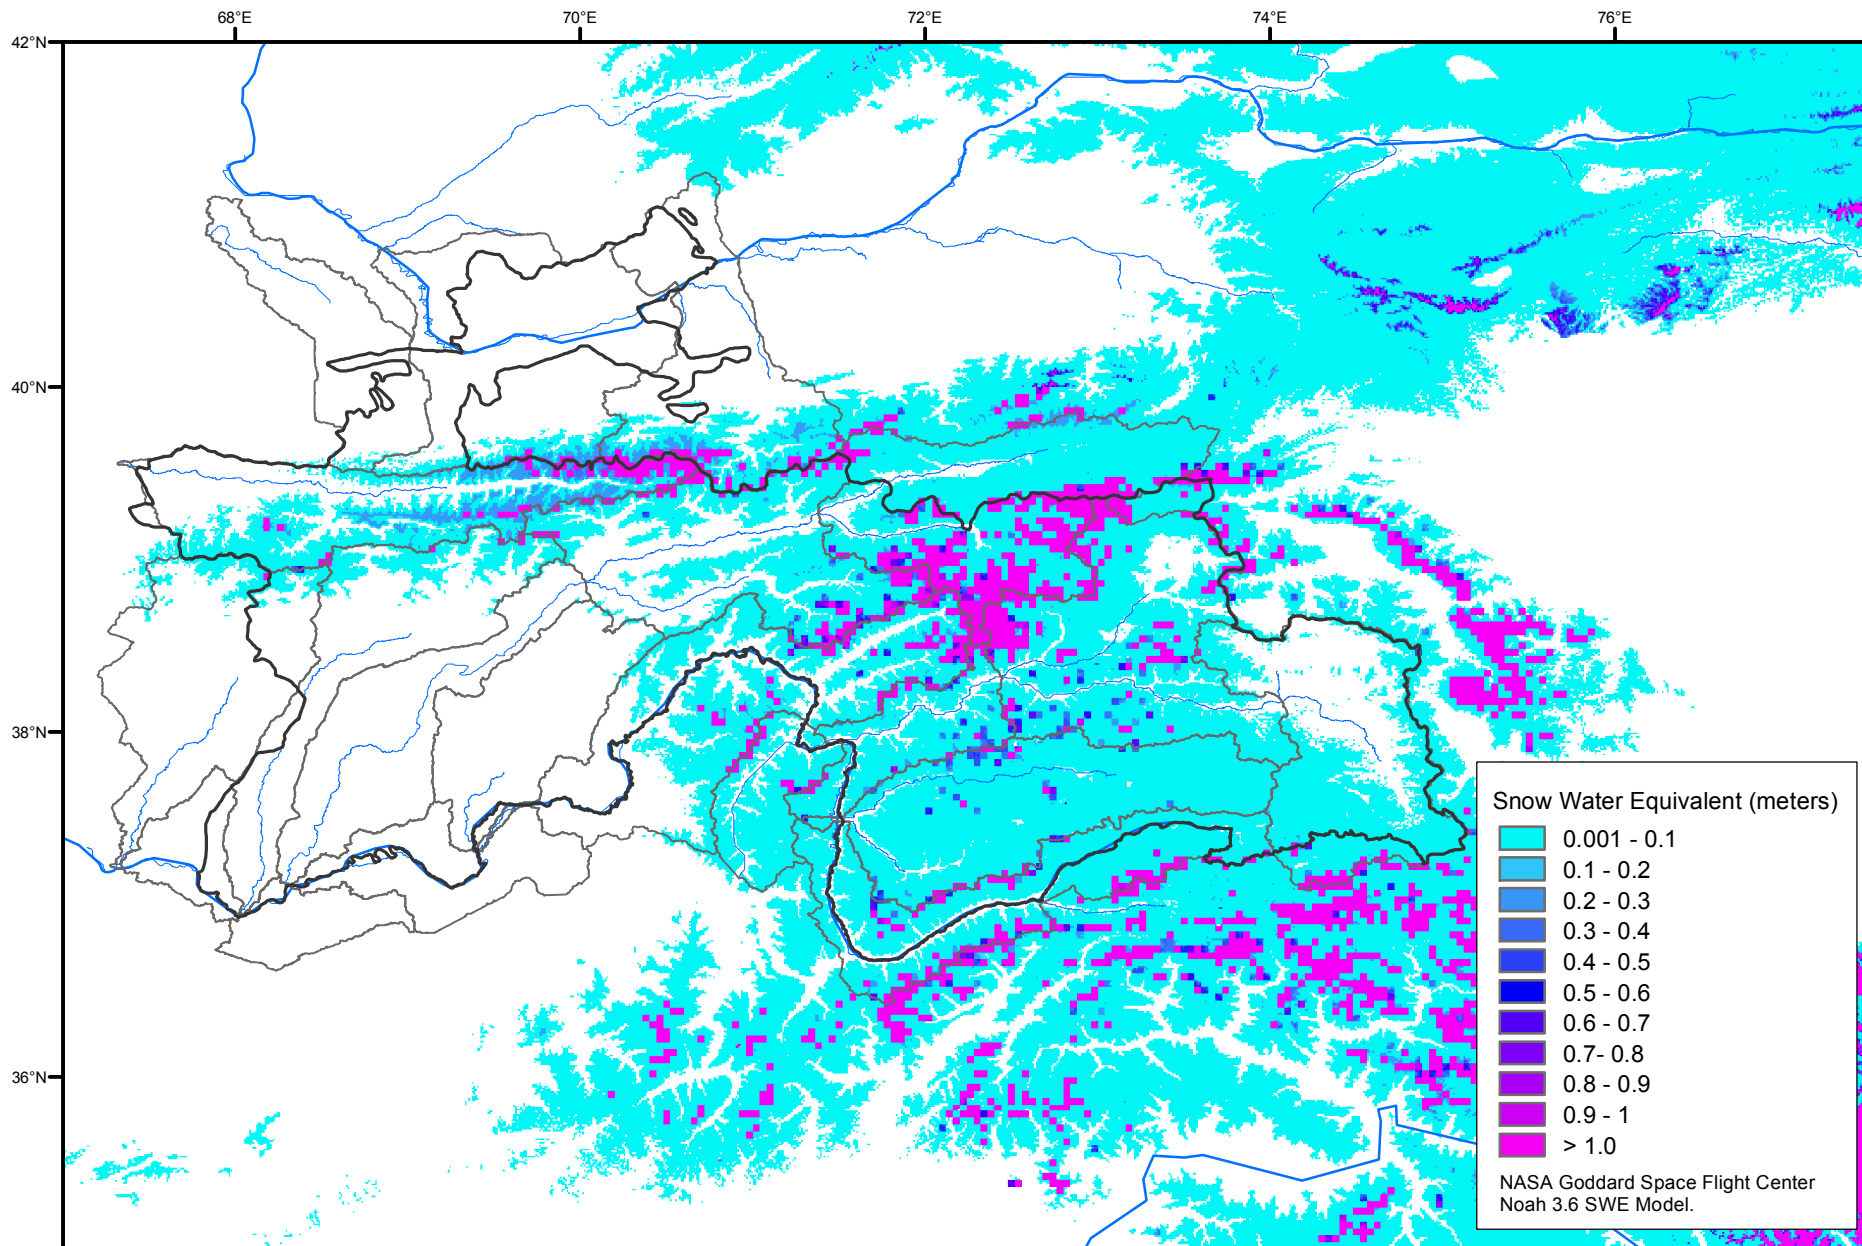 68°E 70°E 72°E 74°E 76°E
42°N
40°N
38°N
36°N
Snow Water Equivalent (meters)
0.001 - 0.1
0.1 - 0.2
0.2 - 0.3
0.3 - 0.4
0.4 - 0.5
0.5 - 0.6
0.6 - 0.7
0.7- 0.8
0.8 - 0.9
0.9 - 1
> 1.0
NASA Goddard Space Flight Center
Noah 3.6 SWE Model.